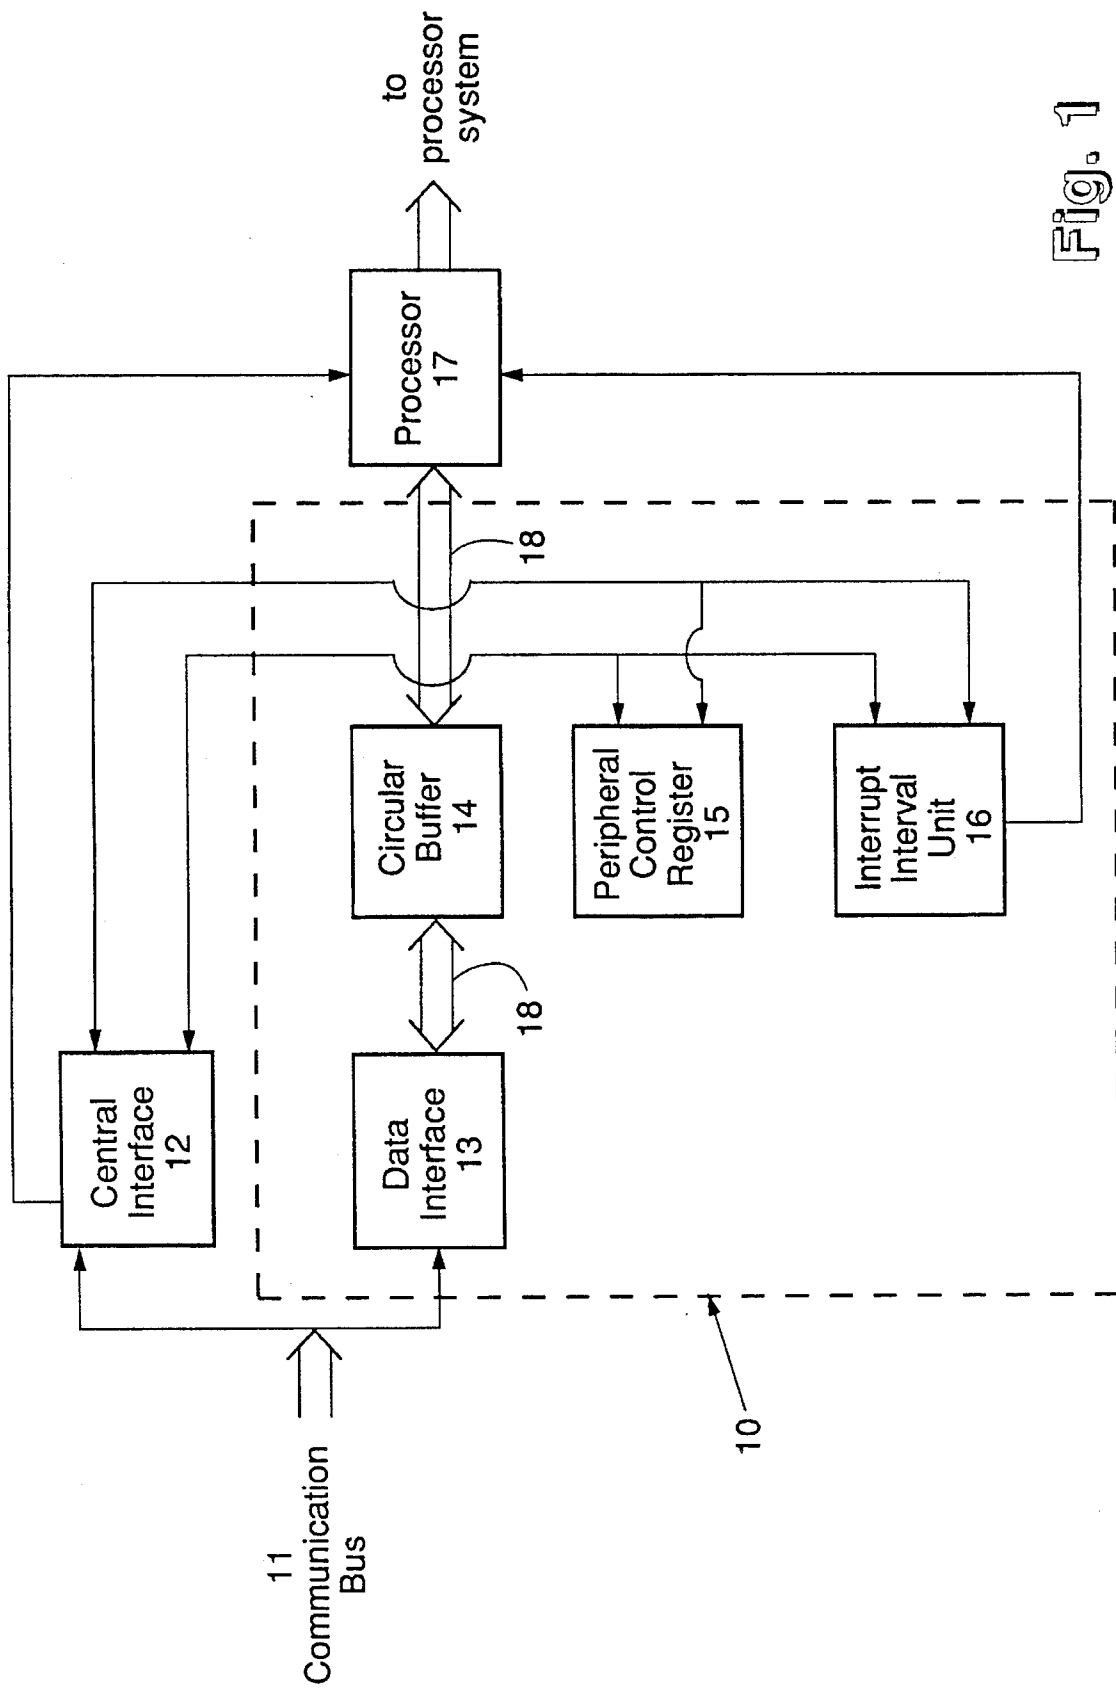 11
Communication
Bus
10
Central
Interface
12
Data
Interface
13
18
Circular
Buffer
14
Peripheral
Control
Register
15
Interrupt
Interval
Unit
16
18
Processor
17
to
processor
system
Fig. 1